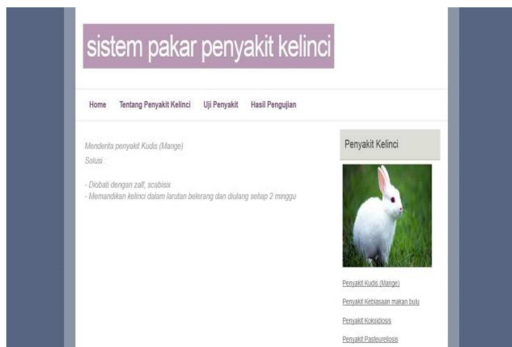 sistem pakar penyakit kelinci
Home Tentang Penyakit Kelinci Uji Penyakit Hasil Pengujian
Menderita penyakit Kudis (Mange)
Solusi :
- Diobati dengan zalf, scabisix
- Memandikan kelinci dalam larutan belerang dan diulang setiap 2 minggu
Penyakit Kelinci
Penyakit Kudis (Mange)
Penyakit Kebiasaan makan bulu
Penyakit Koksidosis
Penyakit Pasteurellosis